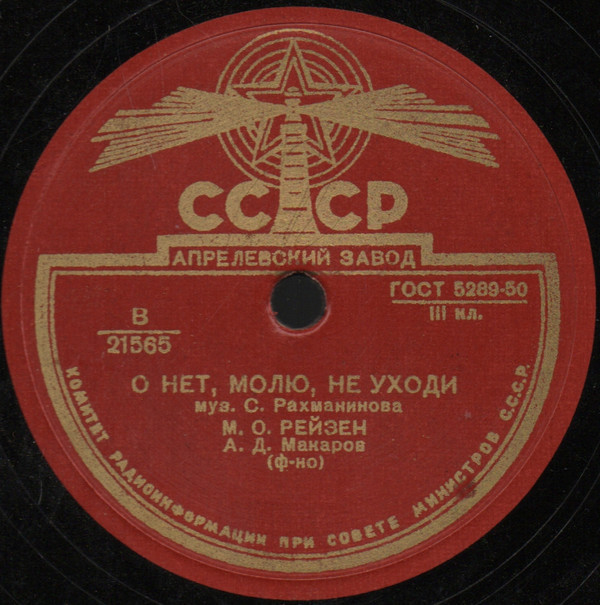 СССР
АПРЕЛЕВСКИЙ ЗАВОД
ГОСТ 5289-50
III кл.
В
21565
О НЕТ, МОЛЮ, НЕ УХОДИ
муз. С. Рахманинова
М. О. РЕЙЗЕН
А. Д. Макаров
(ф-но)
КОМИТЕТ РАДИОИНФОРМАЦИИ ПРИ СОВЕТЕ МИНИСТРОВ С.С.С.Р.